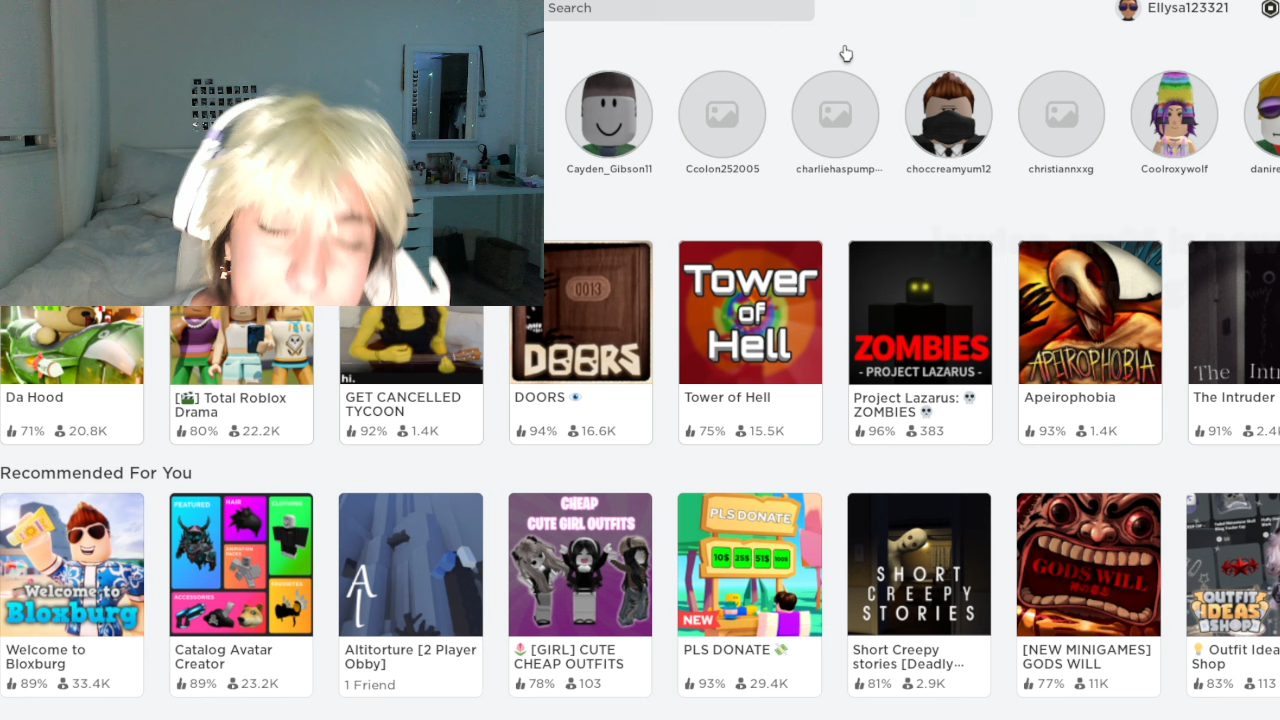 Search
Ellysa123321
Cayden_Gibson11
Ccolon252005
charliehaspump...
choccreamyum12
christiannxxg
Coolroxywolf
danire
hi.
0013
DOORS
Tower
of
Hell
ZOMBIES
- PROJECT LAZARUS -
APEIROPHOBIA
The Intr
Da Hood
[🎬] Total Roblox
Drama
GET CANCELLED
TYCOON
DOORS 👁️
Tower of Hell
Project Lazarus: 💀
ZOMBIES 💀
Apeirophobia
The Intruder
71% 20.8K
80% 22.2K
92% 1.4K
94% 16.6K
75% 15.5K
96% 383
93% 1.4K
91% 2.4K
Recommended For You
Welcome to
Bloxburg
FEATURED
HAIR
CLOTHING
ANIMATION
PACKS
ACCESSORIES
FAVOURITES
A
L
CHEAP
CUTE GIRL OUTFITS
PLS DONATE
10$ 25$ 51$ 100$
NEW
SHORT
CREEPY
STORIES
GODS WILL
OUTFIT
IDEAS
SHOP
Welcome to
Bloxburg
Catalog Avatar
Creator
Altitorture [2 Player
Obby]
🌷 [GIRL] CUTE
CHEAP OUTFITS
PLS DONATE 💸
Short Creepy
stories [Deadly...
[NEW MINIGAMES]
GODS WILL
💡 Outfit Idea
Shop
89% 33.4K
89% 23.2K
1 Friend
78% 103
93% 29.4K
81% 2.9K
77% 11K
83% 113